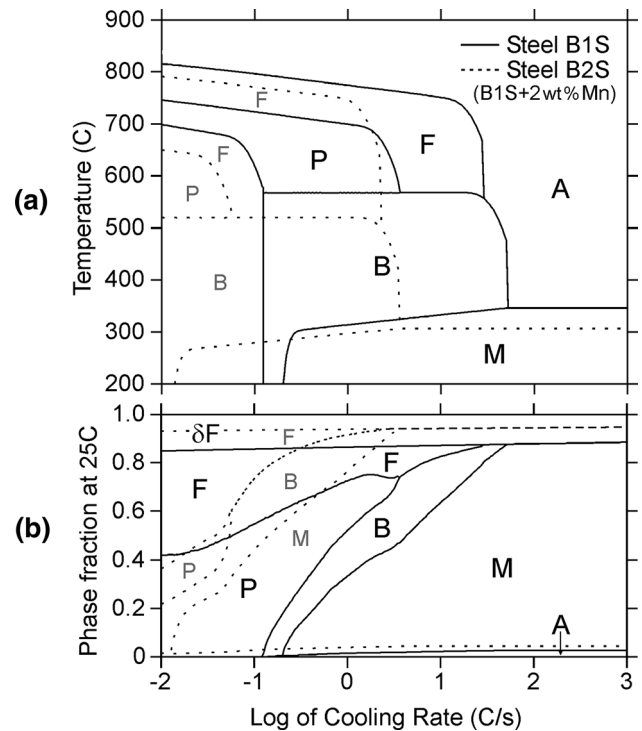 (a)
Temperature (C)
900
800
700
600
500
400
300
200
Steel B1S
Steel B2S
(B1S+2wt%Mn)
F
F
F
P
P
A
B
B
M
(b)
Phase fraction at 25C
1.0
0.8
0.6
0.4
0.2
0
δF
F
F
F
B
B
M
M
P
P
A
-2 -1 0 1 2 3
Log of Cooling Rate (C/s)